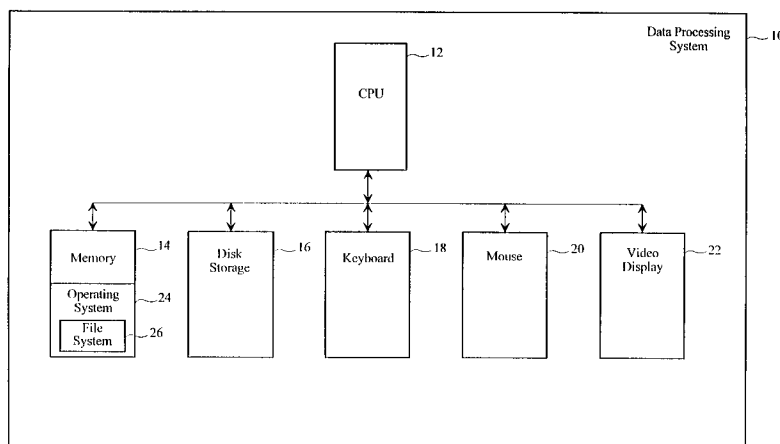 Data Processing
System
10
12
CPU
Memory
14
Disk
Storage
16
Keyboard
18
Mouse
20
Video
Display
22
Operating
System
24
File
System
26